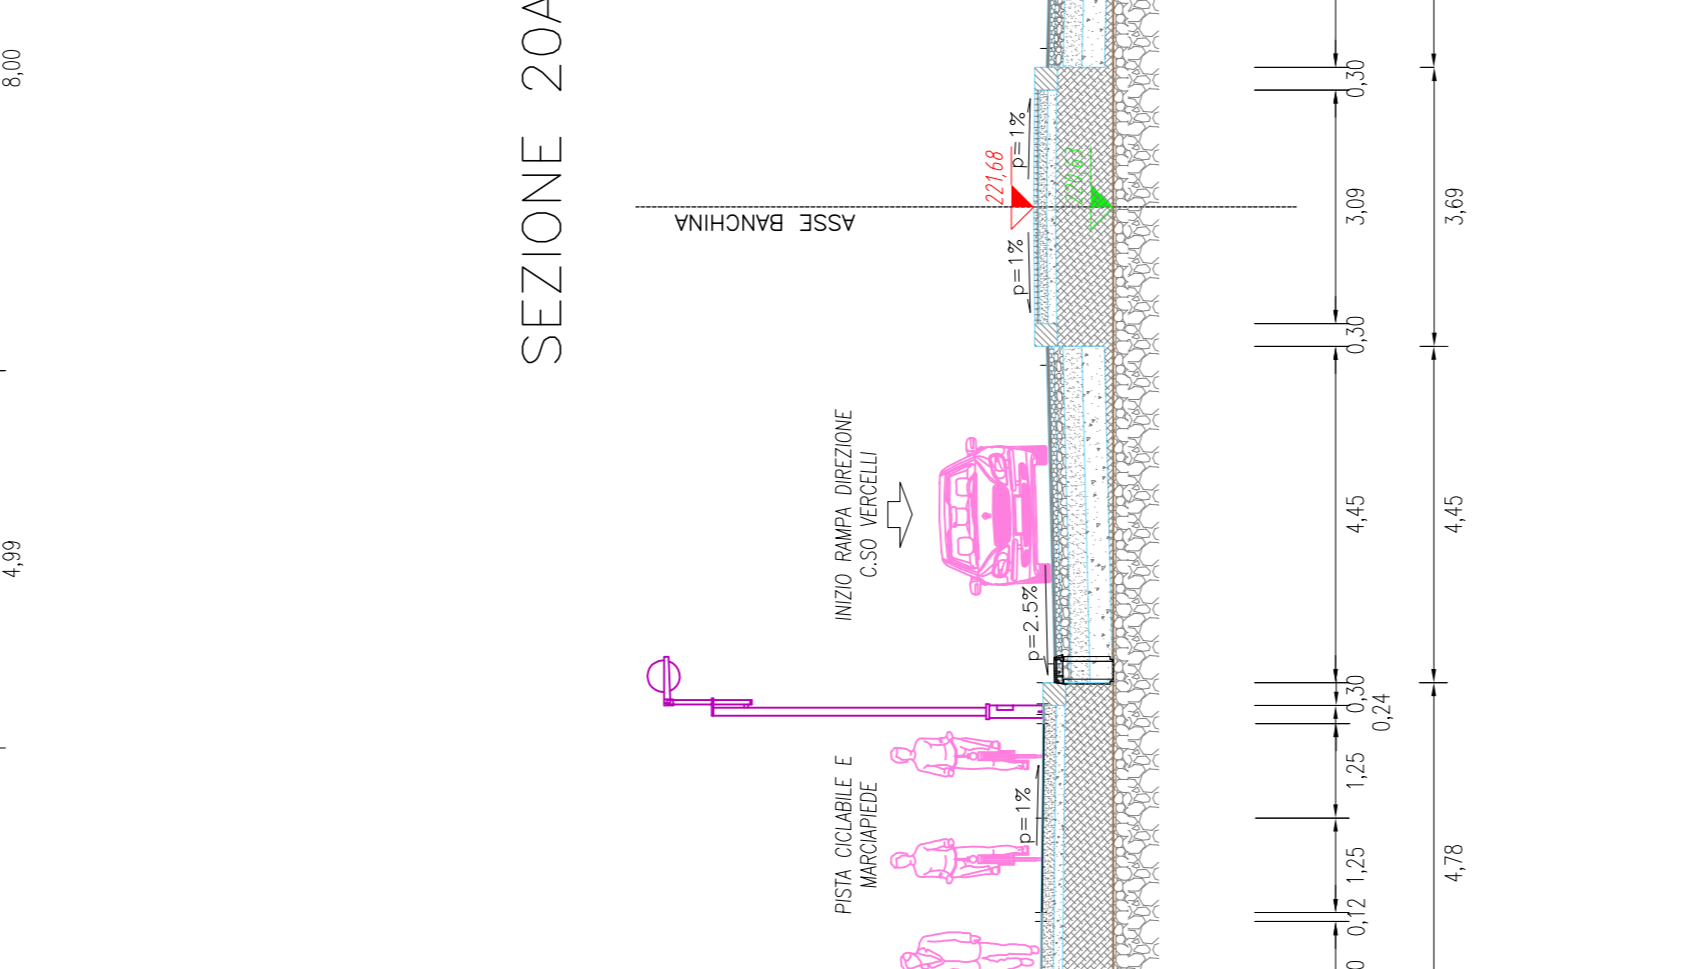 SEZIONE 20A
8,00
4,99
ASSE BANCHINA
221,68
220,63
p=1%
p=1%
INIZIO RAMPA DIREZIONE
C.SO VERCELLI
p=2.5%
PISTA CICLABILE E
MARCIAPIEDE
p=1%
0,30
3,09
0,30
4,45
0,30
0,24
1,25
1,25
0,12
3,69
4,45
4,78